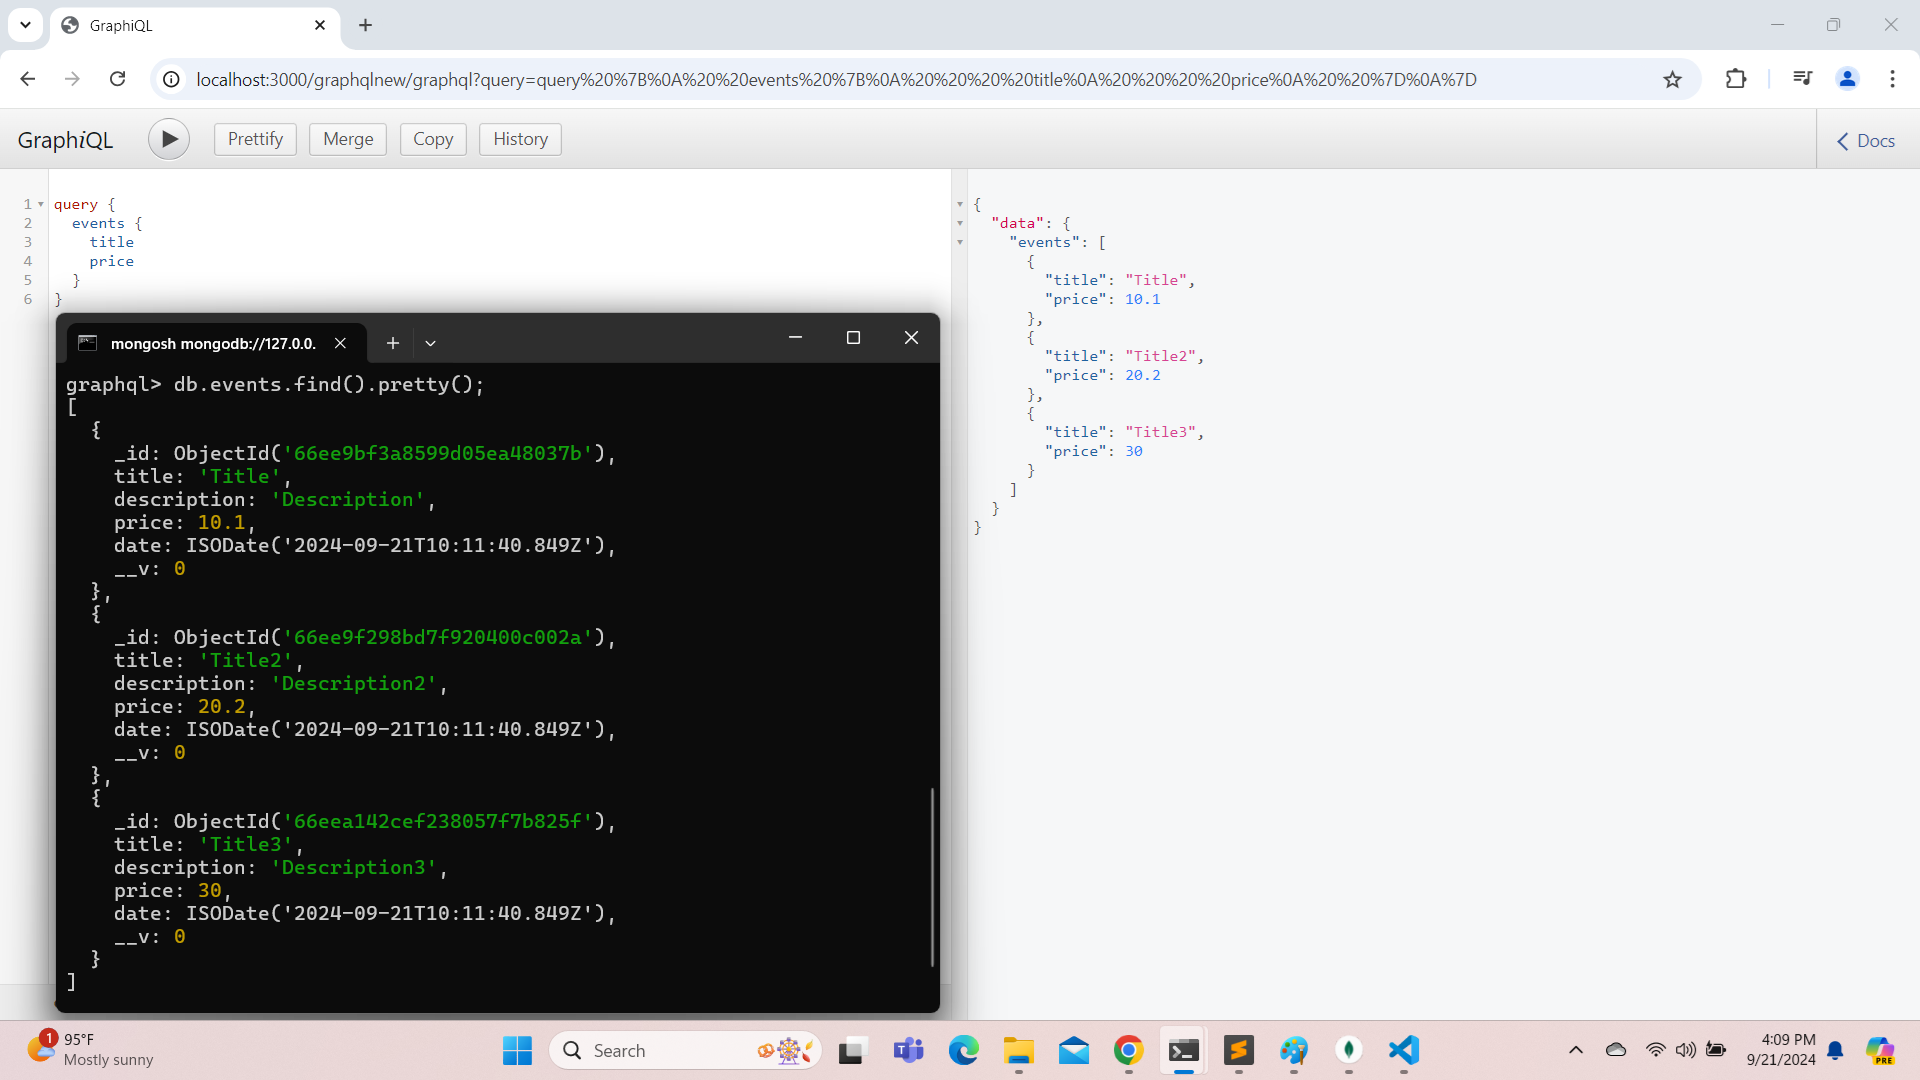 GraphiQL
localhost:3000/graphqlnew/graphql?query=query%20%7B%0A%20%20events%20%7B%0A%20%20%20%20title%0A%20%20%20%20price%0A%20%20%7D%0A%7D
GraphiQL
Prettify
Merge
Copy
History
Docs
1 query {
2   events {
3     title
4     price
5   }
6 }
{
  "data": {
    "events": [
      {
        "title": "Title",
        "price": 10.1
      },
      {
        "title": "Title2",
        "price": 20.2
      },
      {
        "title": "Title3",
        "price": 30
      }
    ]
  }
}
mongosh mongodb://127.0.0.
graphql> db.events.find().pretty();
[
  {
    _id: ObjectId('66ee9bf3a8599d05ea48037b'),
    title: 'Title',
    description: 'Description',
    price: 10.1,
    date: ISODate('2024-09-21T10:11:40.849Z'),
    __v: 0
  },
  {
    _id: ObjectId('66ee9f298bd7f920400c002a'),
    title: 'Title2',
    description: 'Description2',
    price: 20.2,
    date: ISODate('2024-09-21T10:11:40.849Z'),
    __v: 0
  },
  {
    _id: ObjectId('66eea142cef238057f7b825f'),
    title: 'Title3',
    description: 'Description3',
    price: 30,
    date: ISODate('2024-09-21T10:11:40.849Z'),
    __v: 0
  }
]
1
95°F
Mostly sunny
Search
PRE
4:09 PM
9/21/2024